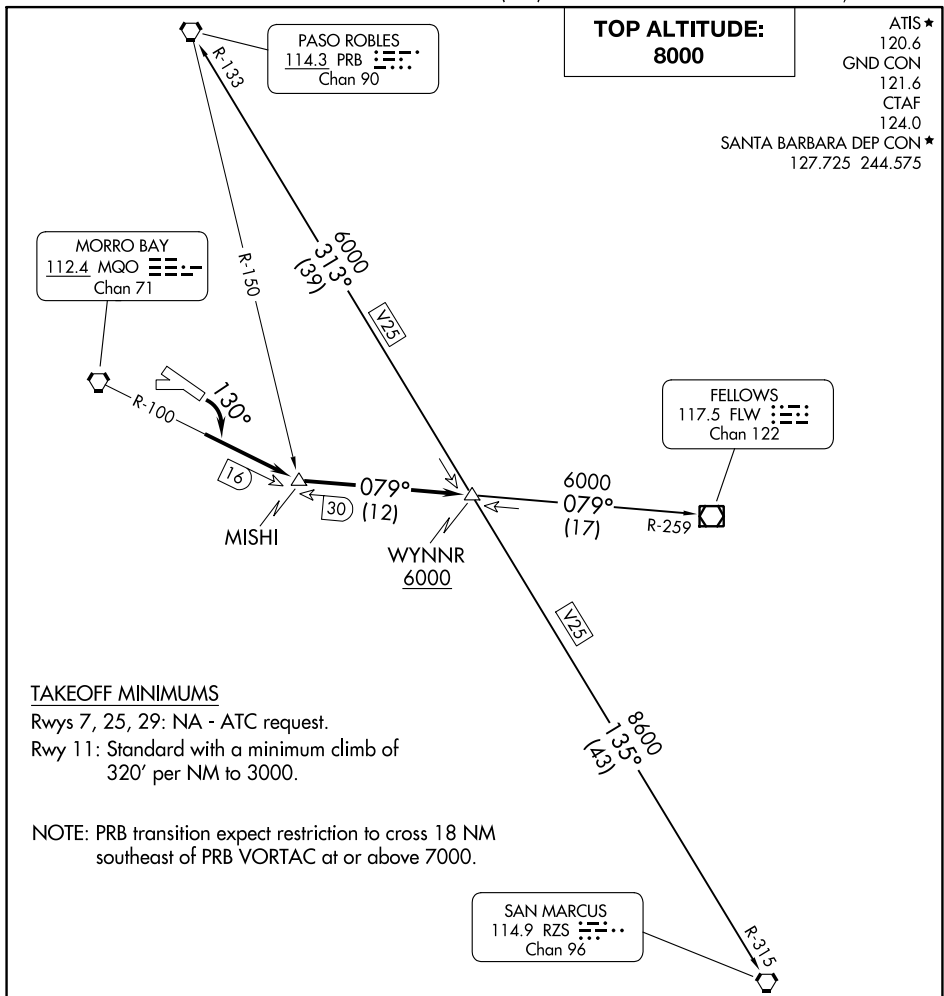 TOP ALTITUDE:
8000
ATIS★
120.6
GND CON
121.6
CTAF
124.0
SANTA BARBARA DEP CON★
127.725 244.575
PASO ROBLES
114.3 PRB
Chan 90
R-133
MORRO BAY
112.4 MQO
Chan 71
R-150
6000
313°
(39)
V25
R-100
130°
FELLOWS
117.5 FLW
Chan 122
16
30
079°
(12)
6000
079°
(17)
R-259
MISHI
WYNNR
6000
V25
8600
135°
(43)
TAKEOFF MINIMUMS
Rwys 7, 25, 29: NA - ATC request.
Rwy 11: Standard with a minimum climb of
320' per NM to 3000.
NOTE: PRB transition expect restriction to cross 18 NM
southeast of PRB VORTAC at or above 7000.
SAN MARCUS
114.9 RZS
Chan 96
R-315